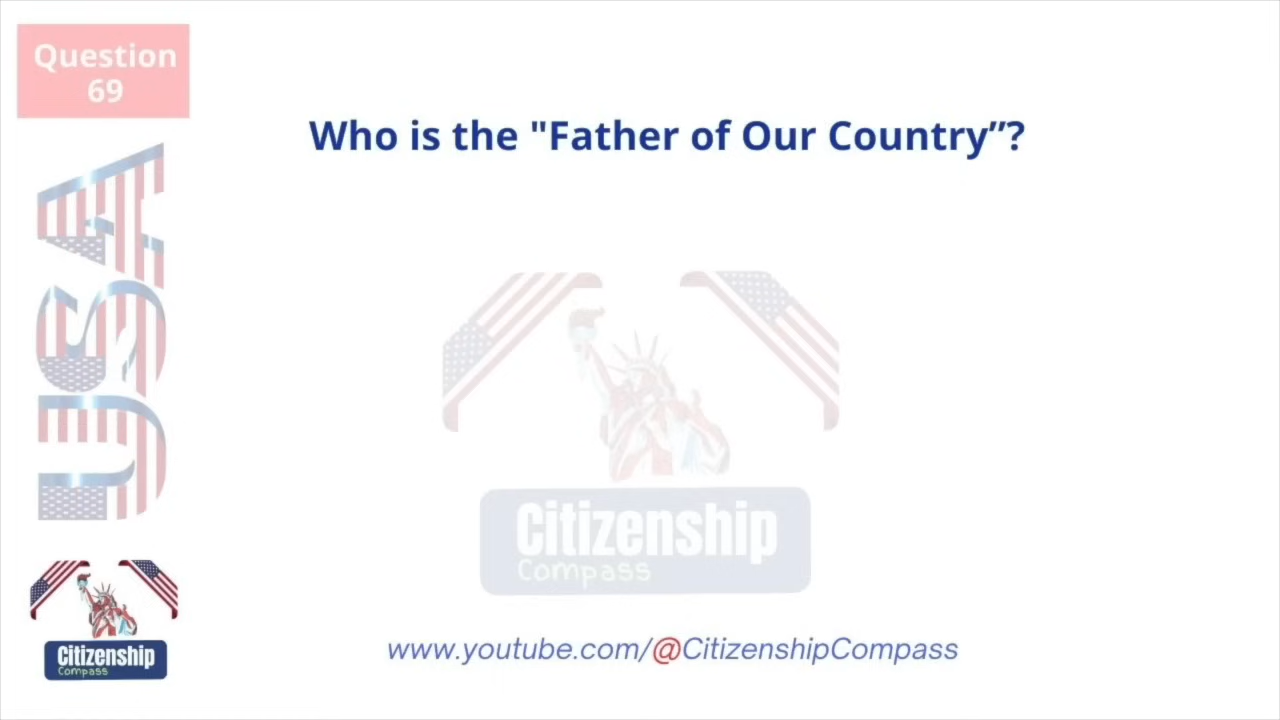 Question
69
Who is the "Father of Our Country”?
USA
Citizenship
Compass
www.youtube.com/@CitizenshipCompass
Citizenship
Compass